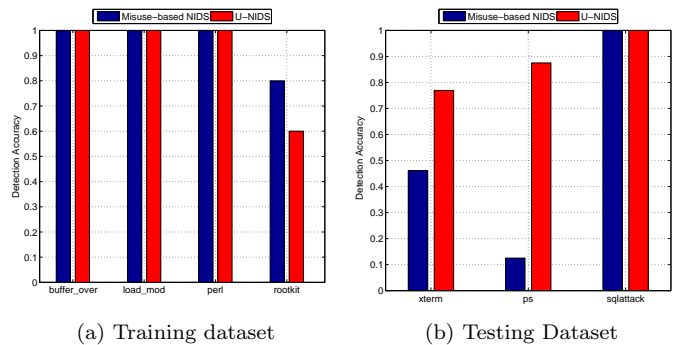 Misuse−based NIDS U−NIDS
Detection Accuracy
1
0.9
0.8
0.7
0.6
0.5
0.4
0.3
0.2
0.1
0
buffer_over load_mod perl rootkit
(a) Training dataset
Misuse−based NIDS U−NIDS
Detection Accuracy
1
0.9
0.8
0.7
0.6
0.5
0.4
0.3
0.2
0.1
0
xterm ps sqlattack
(b) Testing Dataset